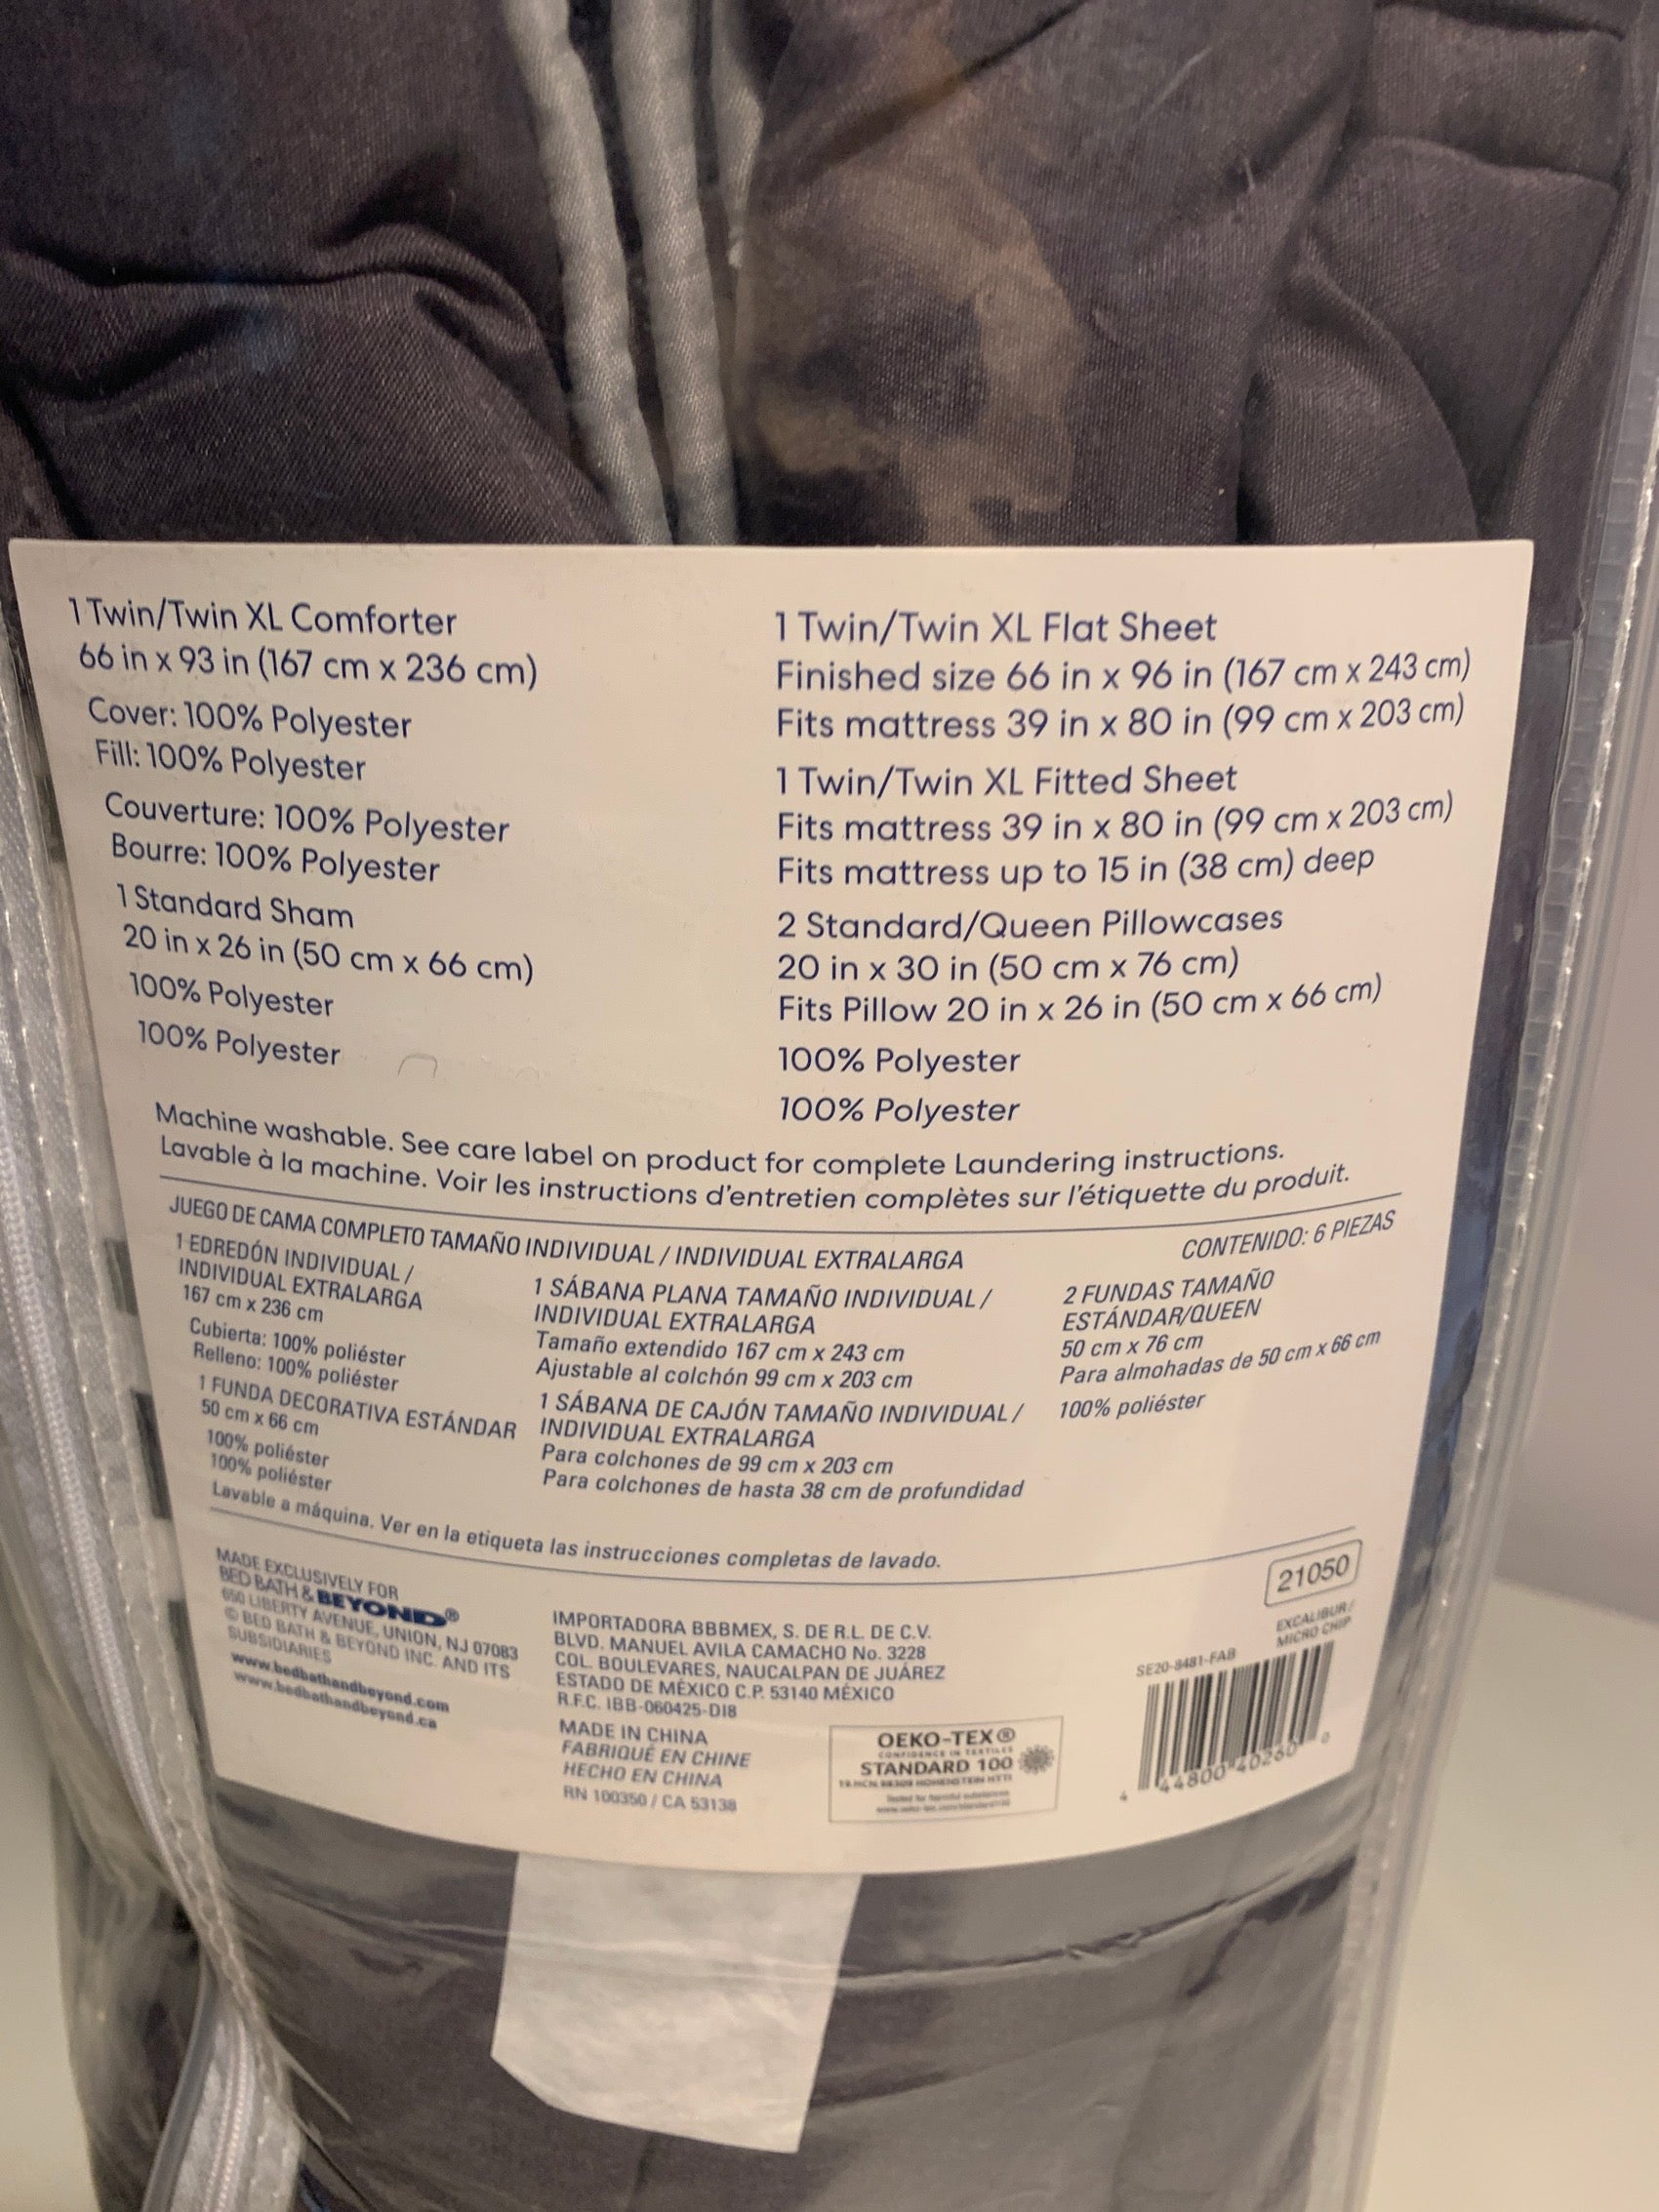 1 Twin/Twin XL Comforter
66 in x 93 in (167 cm x 236 cm)
Cover: 100% Polyester
Fill: 100% Polyester
Couverture: 100% Polyester
Bourre: 100% Polyester
1 Standard Sham
20 in x 26 in (50 cm x 66 cm)
100% Polyester
100% Polyester
1 Twin/Twin XL Flat Sheet
Finished size 66 in x 96 in (167 cm x 243 cm)
Fits mattress 39 in x 80 in (99 cm x 203 cm)
1 Twin/Twin XL Fitted Sheet
Fits mattress 39 in x 80 in (99 cm x 203 cm)
Fits mattress up to 15 in (38 cm) deep
2 Standard/Queen Pillowcases
20 in x 30 in (50 cm x 76 cm)
Fits Pillow 20 in x 26 in (50 cm x 66 cm)
100% Polyester
100% Polyester
Machine washable. See care label on product for complete Laundering instructions.
Lavable à la machine. Voir les instructions d'entretien complètes sur l'étiquette du produit.
JUEGO DE CAMA COMPLETO TAMAÑO INDIVIDUAL / INDIVIDUAL EXTRALARGA
CONTENIDO: 6 PIEZAS
1 EDREDÓN INDIVIDUAL /
INDIVIDUAL EXTRALARGA
167 cm x 236 cm
Cubierta: 100% poliéster
Relleno: 100% poliéster
1 FUNDA DECORATIVA ESTÁNDAR
50 cm x 66 cm
100% poliéster
100% poliéster
1 SÁBANA PLANA TAMAÑO INDIVIDUAL /
INDIVIDUAL EXTRALARGA
Tamaño extendido 167 cm x 243 cm
Ajustable al colchón 99 cm x 203 cm
1 SÁBANA DE CAJÓN TAMAÑO INDIVIDUAL /
INDIVIDUAL EXTRALARGA
Para colchones de 99 cm x 203 cm
Para colchones de hasta 38 cm de profundidad
2 FUNDAS TAMAÑO
ESTÁNDAR/QUEEN
50 cm x 76 cm
Para almohadas de 50 cm x 66 cm
100% poliéster
Lavable a máquina. Ver en la etiqueta las instrucciones completas de lavado.
MADE EXCLUSIVELY FOR
BED BATH & BEYOND®
650 LIBERTY AVENUE, UNION, NJ 07083
© BED BATH & BEYOND INC. AND ITS
SUBSIDIARIES
www.bedbathandbeyond.com
www.bedbathandbeyond.ca
IMPORTADORA BBBMEX, S. DE R.L. DE C.V.
BLVD. MANUEL AVILA CAMACHO No. 3228
COL. BOULEVARES, NAUCALPAN DE JUÁREZ
ESTADO DE MÉXICO C.P. 53140 MÉXICO
R.F.C. IBB-060425-DI8
MADE IN CHINA
FABRIQUÉ EN CHINE
HECHO EN CHINA
RN 100350 / CA 53138
OEKO-TEX®
CONFIDENCE IN TEXTILES
STANDARD 100
HOHENSTEIN HTTI
Tested for harmful substances
21050
EXCALIBUR/
MICRO CHIP
SE20-8481-FAB
4 44800 40260 0